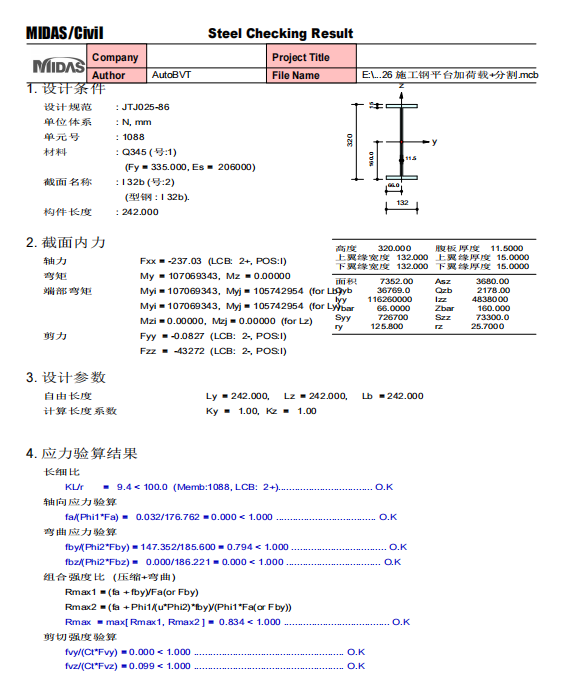 MIDAS/Civil Steel Checking Result
MIDAS Company Project Title
Author AutoBVT File Name E:\...26 施工钢平台加荷载+分割.mcb
1. 设计条件
设计规范 : JTJ025-86
单位体系 : N, mm
单元号 : 1088
材料 : Q345 (号:1)
(Fy = 335.000, Es = 206000)
截面名称 : I 32b (号:2)
(型钢 : I 32b).
构件长度 : 242.000
z
15
320
160.0
y
11.5
66.0
132
2. 截面内力
轴力 Fxx = -237.03 (LCB: 2+, POS:I)
弯矩 My = 107069343, Mz = 0.00000
端部弯矩 Myi = 107069343, Myj = 105742954 (for Lb)
Myi = 107069343, Myj = 105742954 (for Ly)
Mzi = 0.00000, Mzj = 0.00000 (for Lz)
剪力 Fyy = -0.0827 (LCB: 2-, POS:I)
Fzz = -43272 (LCB: 2-, POS:I)
高度 320.000 腹板厚度 11.5000
上翼缘宽度 132.000 上翼缘厚度 15.0000
下翼缘宽度 132.000 下翼缘厚度 15.0000
面积 7352.00 Asz 3680.00
Qyb 36769.0 Qzb 2178.00
Iyy 116260000 Izz 4838000
Ybar 66.0000 Zbar 160.000
Syy 726700 Szz 73300.0
ry 125.800 rz 25.7000
3. 设计参数
自由长度 Ly = 242.000, Lz = 242.000, Lb = 242.000
计算长度系数 Ky = 1.00, Kz = 1.00
4. 应力验算结果
长细比
KL/r = 9.4 < 100.0 (Memb:1088, LCB: 2+)................................... O.K
轴向应力验算
fa/(Phi1*Fa) = 0.032/176.762 = 0.000 < 1.000 .................................... O.K
弯曲应力验算
fby/(Phi2*Fby) = 147.352/185.600 = 0.794 < 1.000 .................................. O.K
fbz/(Phi2*Fbz) = 0.000/186.221 = 0.000 < 1.000 .................................. O.K
组合强度比 (压缩+弯曲)
Rmax1 = (fa + fby)/Fa(or Fby)
Rmax2 = (fa + Phi1/(u*Phi2)*fby)/(Phi1*Fa(or Fby))
Rmax = max[ Rmax1, Rmax2 ] = 0.834 < 1.000 ...................................... O.K
剪切强度验算
fvy/(Ct*Fvy) = 0.000 < 1.000 ...................................................... O.K
fvz/(Ct*Fvz) = 0.099 < 1.000 ...................................................... O.K